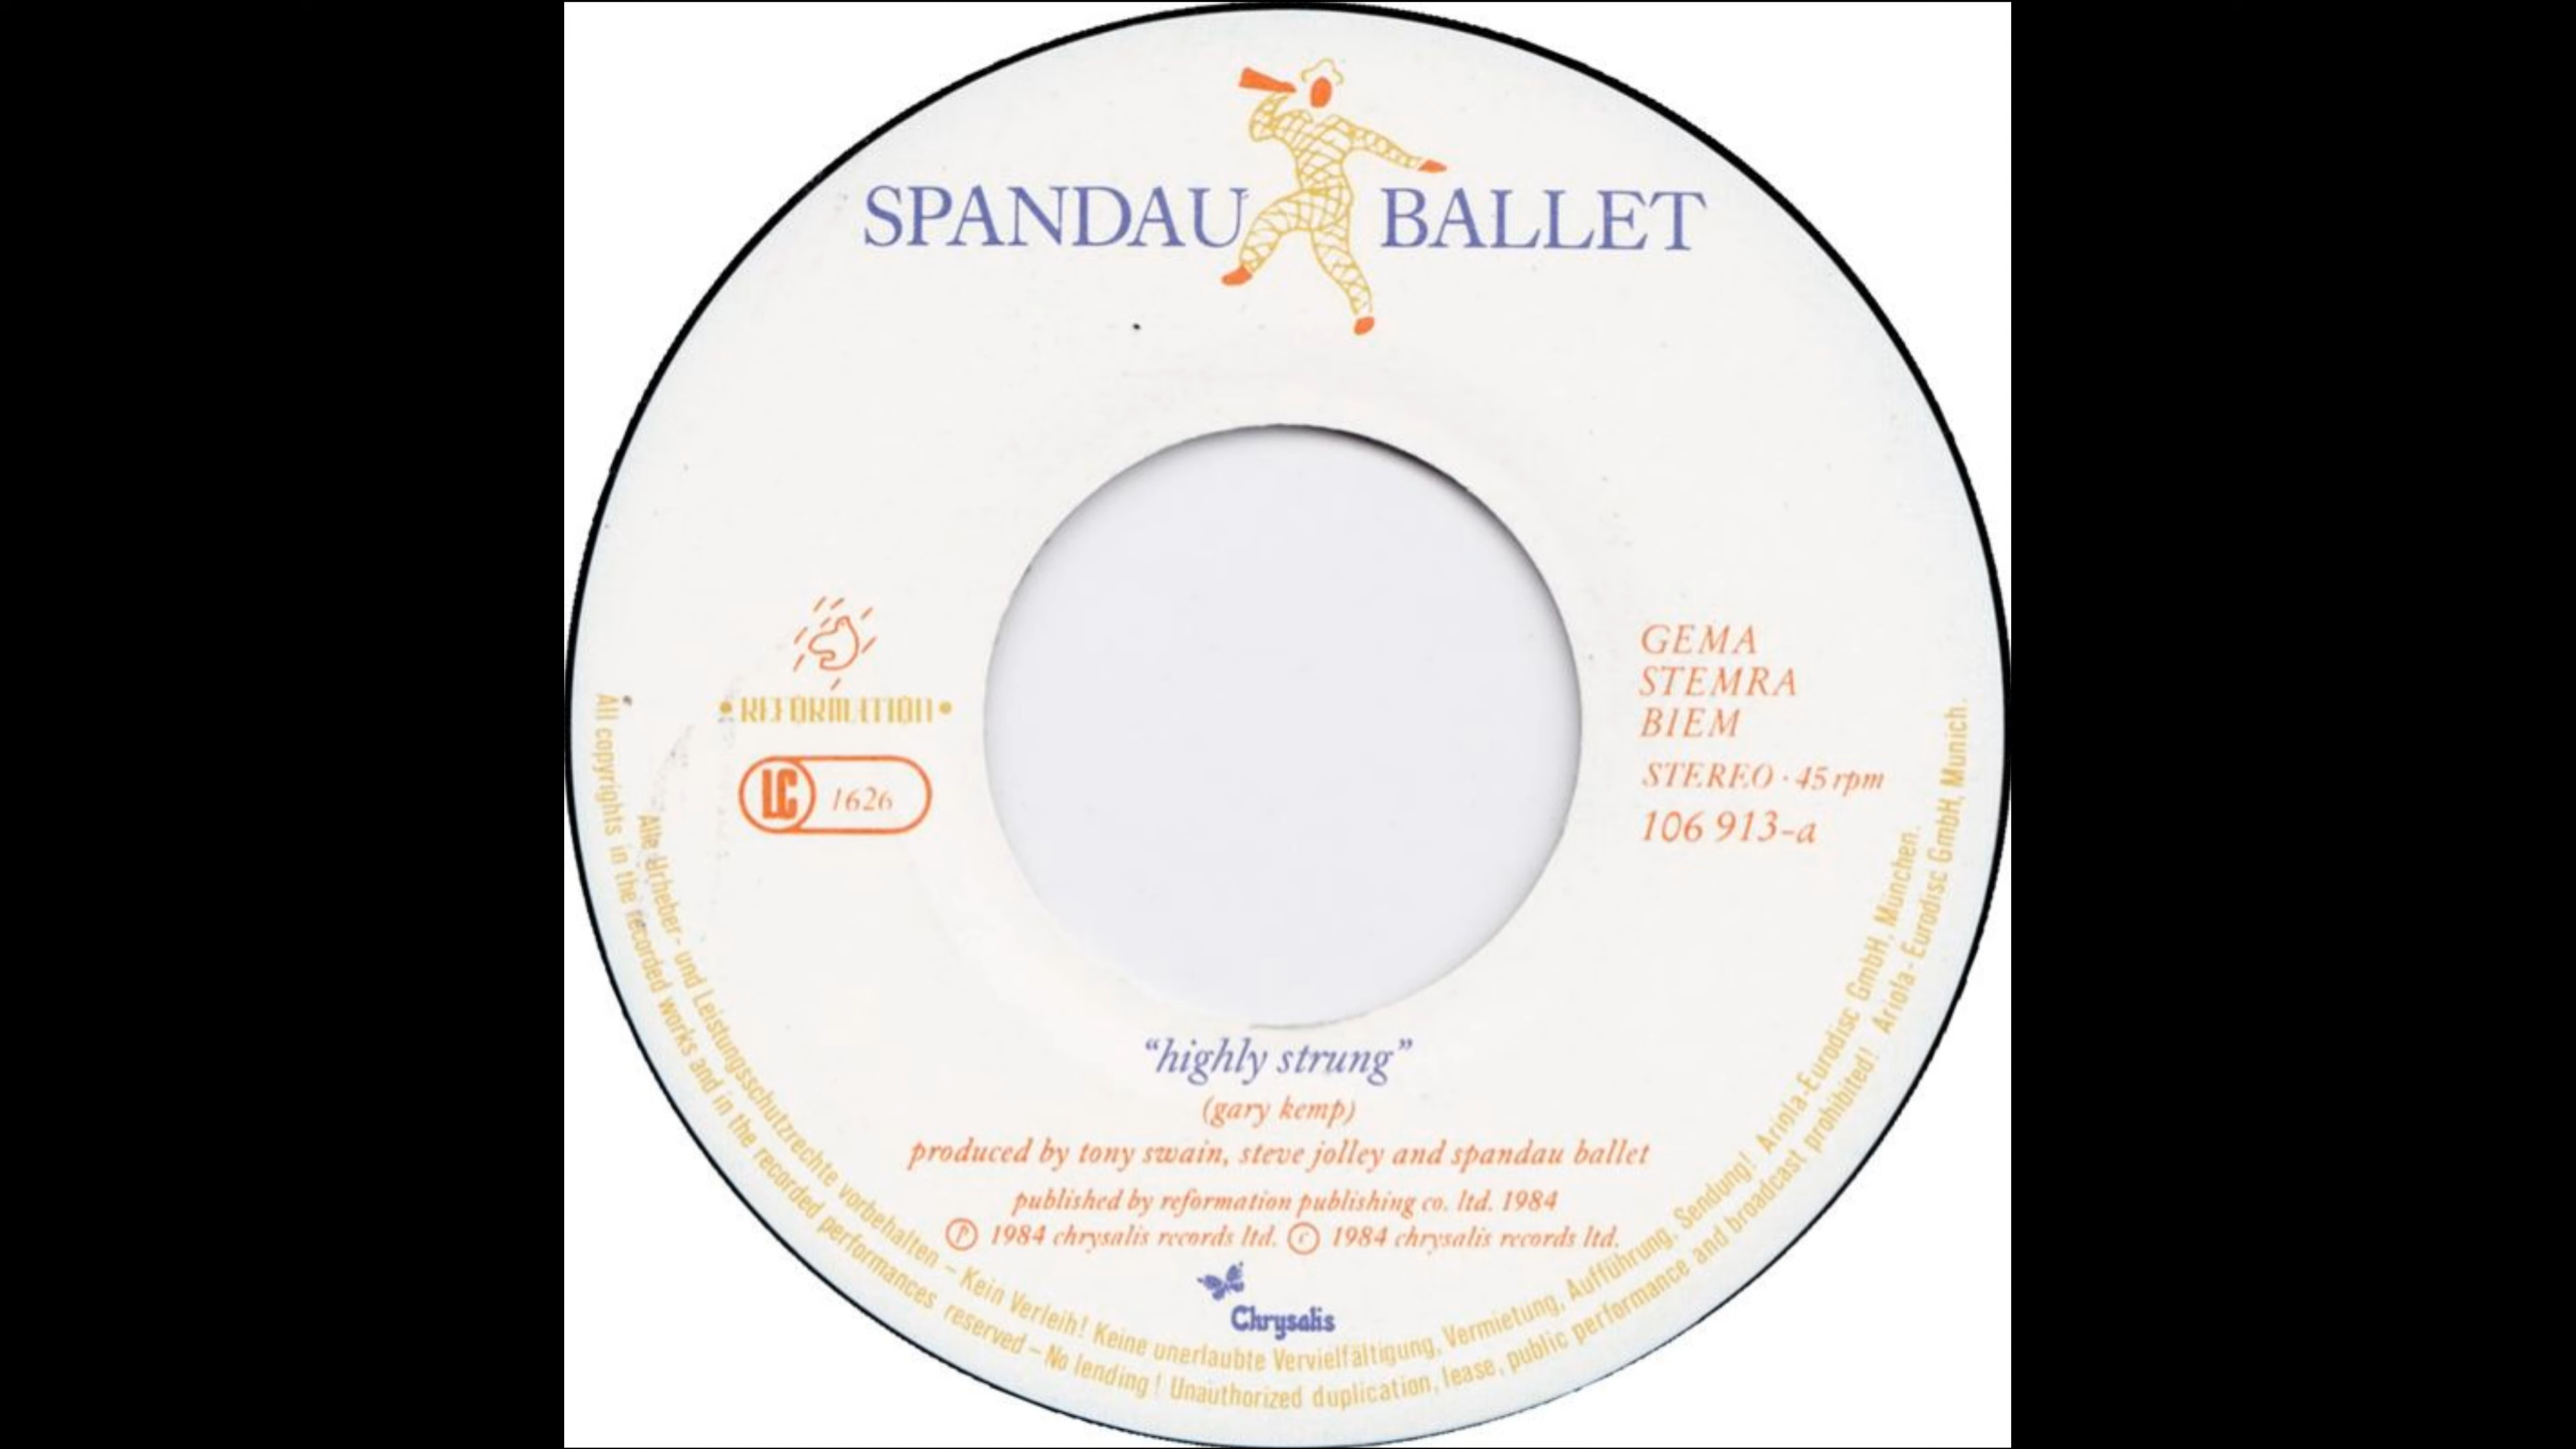 SPANDAU BALLET
• REFORMATION •
LC 1626
GEMA
STEMRA
BIEM
STEREO · 45 rpm
106 913-a
“highly strung”
(gary kemp)
produced by tony swain, steve jolley and spandau ballet
published by reformation publishing co. ltd. 1984
Ⓟ 1984 chrysalis records ltd. © 1984 chrysalis records ltd.
Chrysalis
Alle Urheber- und Leistungsschutzrechte vorbehalten – Kein Verleih! Keine unerlaubte Vervielfältigung, Vermietung, Aufführung, Sendung! Ariola-Eurodisc GmbH, München.
All copyrights in the recorded works and in the recorded performances reserved – No lending! Unauthorized duplication, lease, public performance and broadcast prohibited! Ariola-Eurodisc GmbH, Munich.